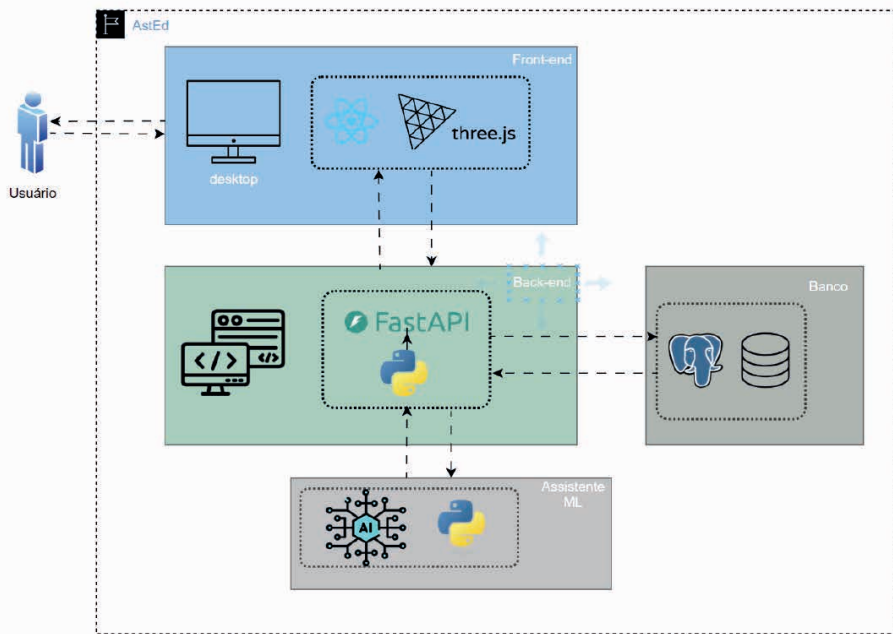 AstEd
Front-end
three.js
desktop
Usuário
Back-end
Banco
FastAPI
</>
</>
Assistente
ML
AI